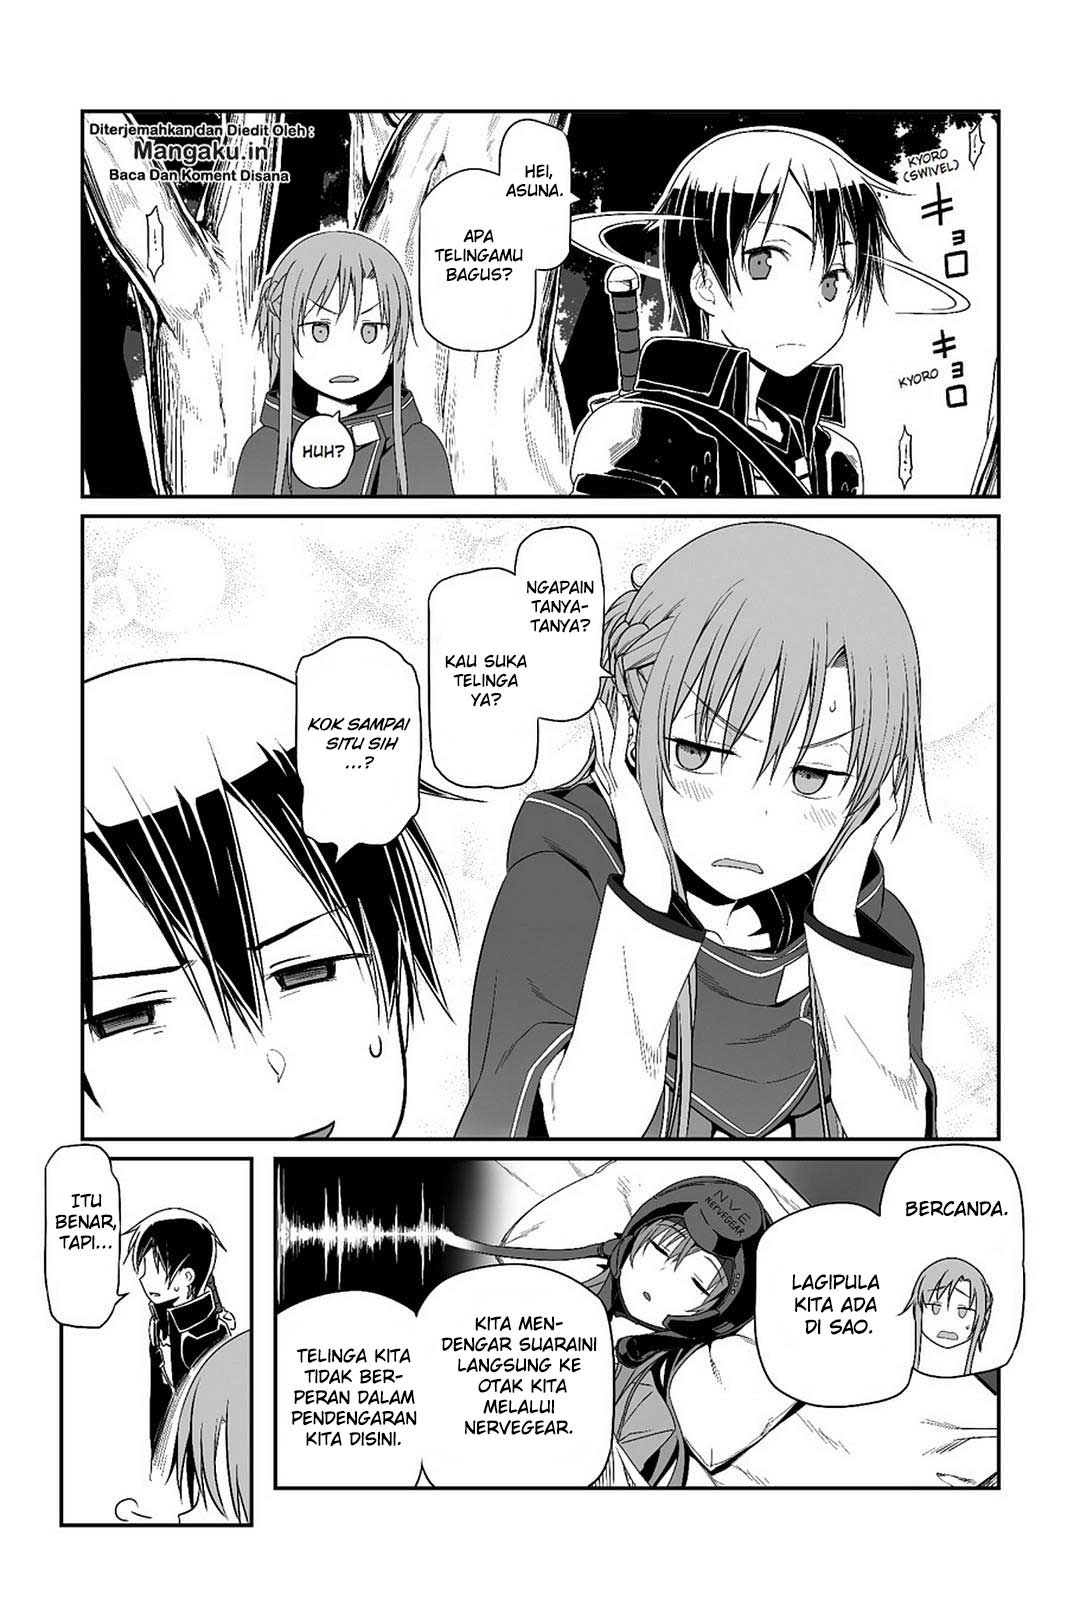 Diterjemahkan dan Diedit Oleh :
Mangaku.in
Baca Dan Koment Disana
KYORO
(SWIVEL)
キョロ
キョロ
KYORO
HEI,
ASUNA.
APA
TELINGAMU
BAGUS?
HUH?
NGAPAIN
TANYA-
TANYA?
KAU SUKA
TELINGA
YA?
KOK SAMPAI
SITU SIH
...?
BERCANDA.
LAGIPULA
KITA ADA
DI SAO.
NVE
NERVEGEAR
KITA MEN-
DENGAR SUARAINI
LANGSUNG KE
OTAK KITA
MELALUI
NERVEGEAR.
TELINGA KITA
TIDAK BER-
PERAN DALAM
PENDENGARAN
KITA DISINI.
ITU
BENAR,
TAPI...